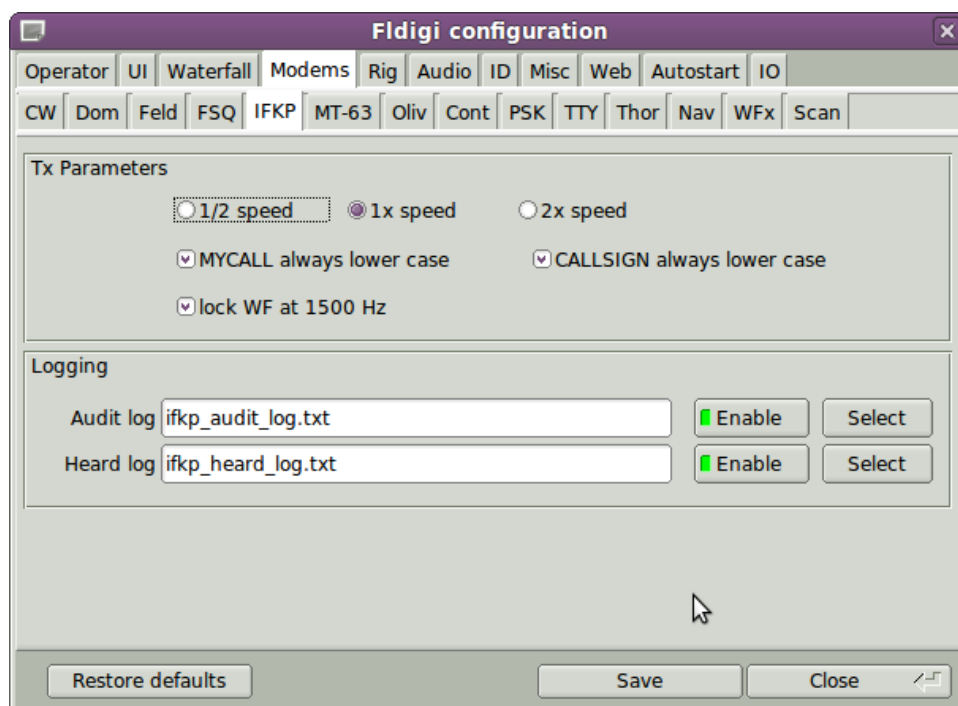 Fldigi configuration
Operator UI Waterfall Modems Rig Audio ID Misc Web Autostart IO
CW Dom Feld FSQ IFKP MT-63 Oliv Cont PSK TTY Thor Nav WFx Scan
Tx Parameters
1/2 speed 1x speed 2x speed
MYCALL always lower case CALLSIGN always lower case
lock WF at 1500 Hz
Logging
Audit log ifkp_audit_log.txt Enable Select
Heard log ifkp_heard_log.txt Enable Select
Restore defaults Save Close